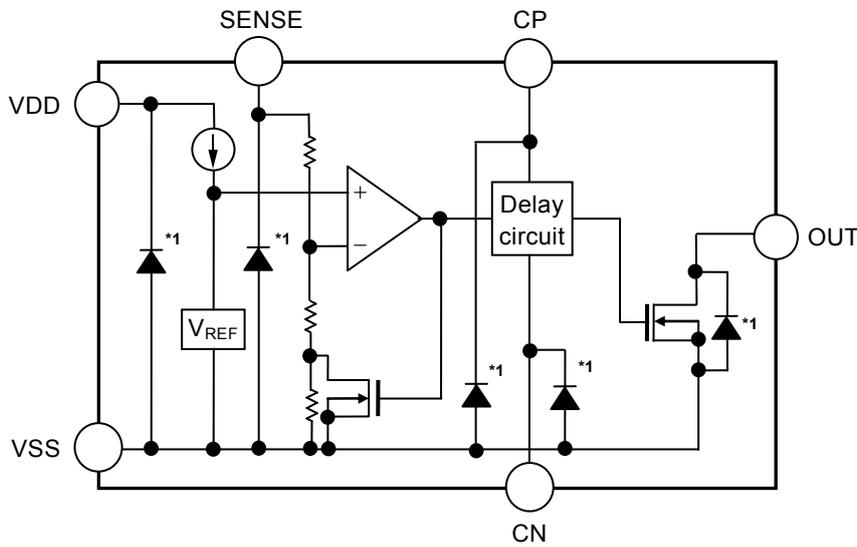 SENSE
CP
VDD
+
−
*1
*1
Delay
circuit
OUT
*1
VREF
*1
*1
VSS
CN